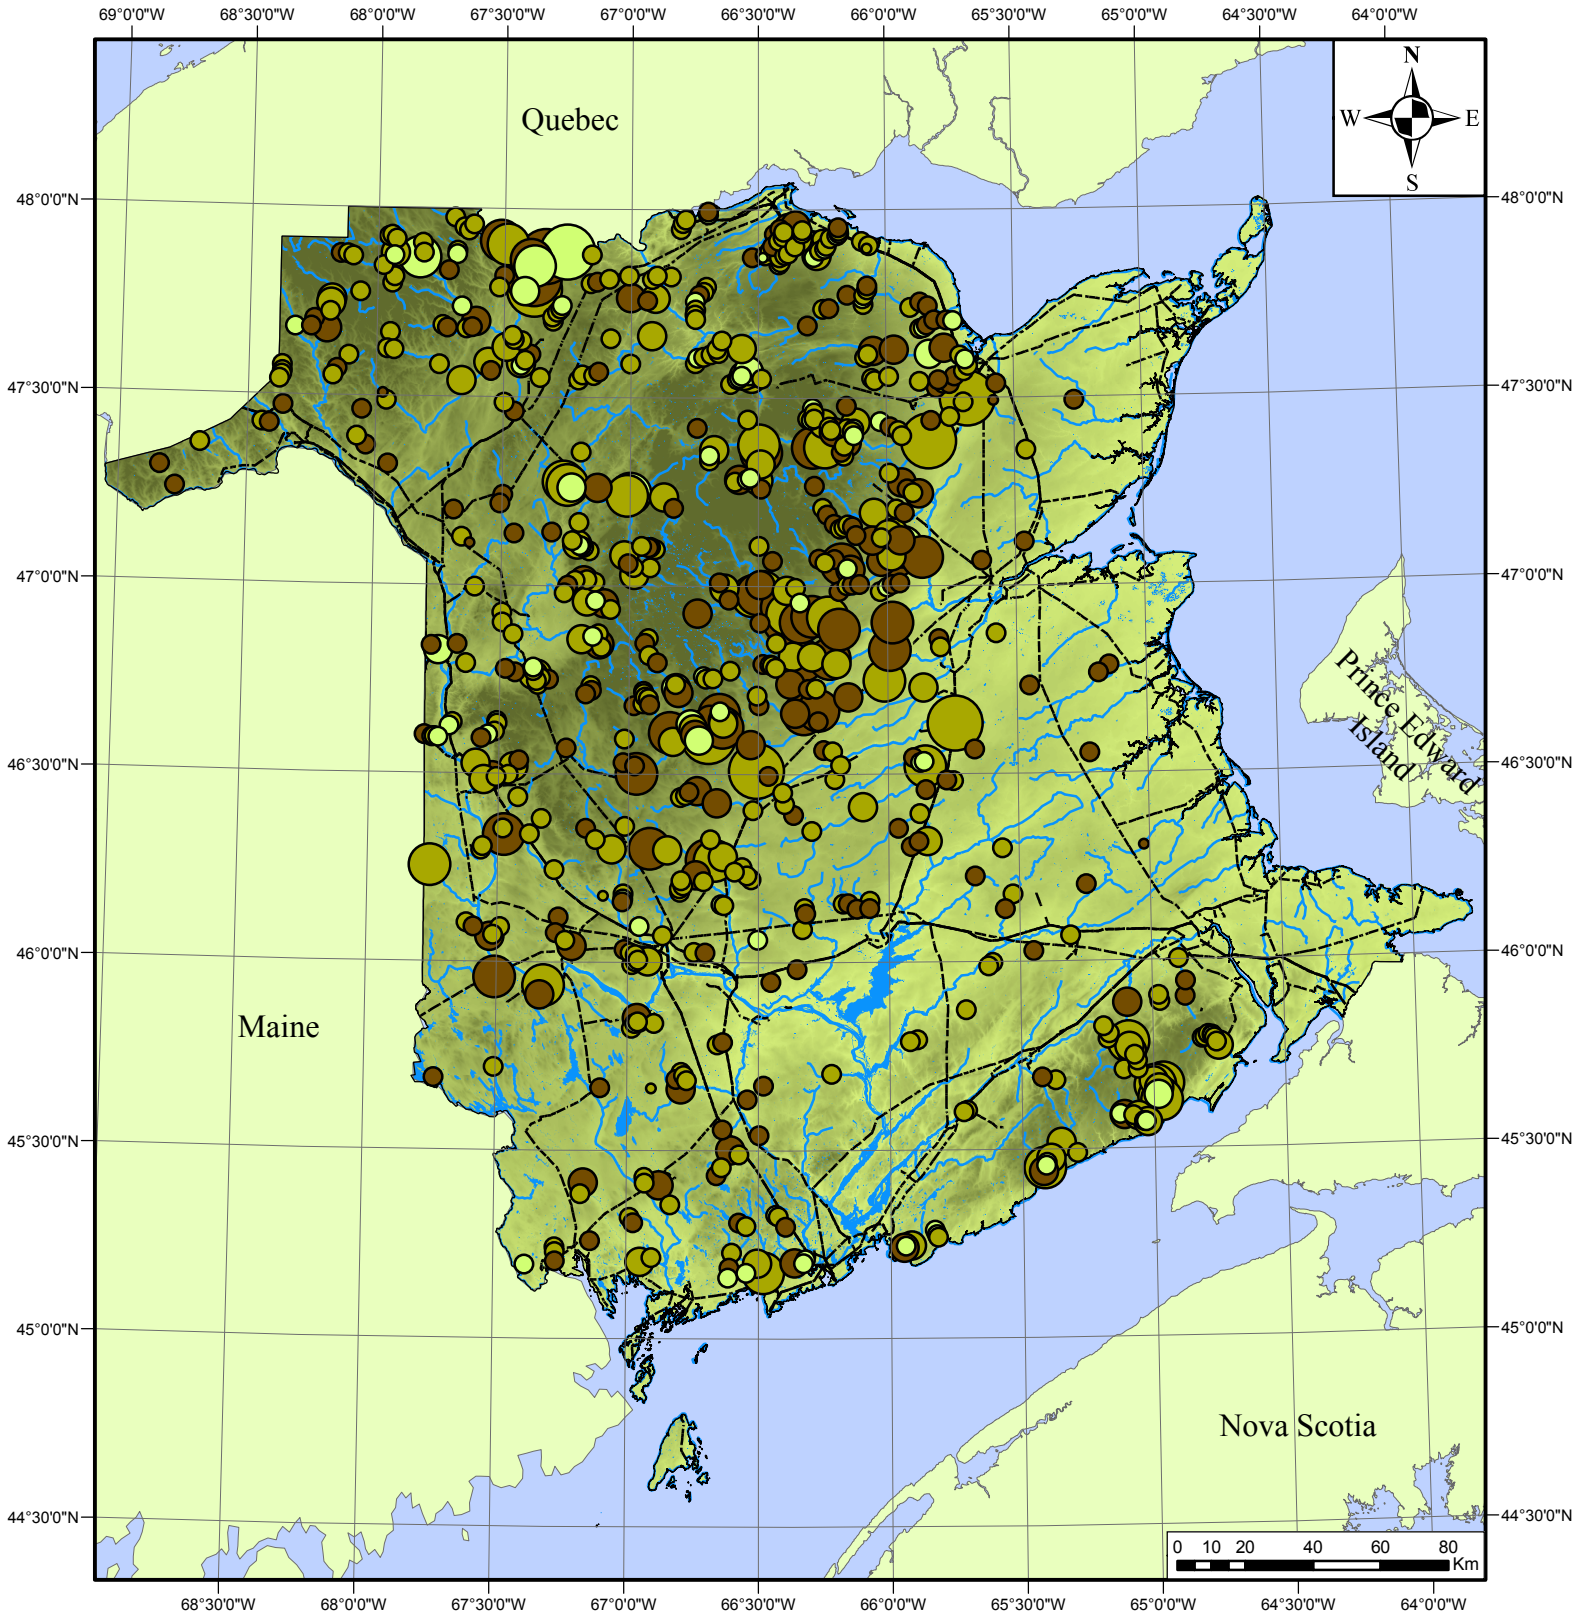 69°0'0"W 68°30'0"W 68°0'0"W 67°30'0"W 67°0'0"W 66°30'0"W 66°0'0"W 65°30'0"W 65°0'0"W 64°30'0"W 64°0'0"W
N
W E
S
Quebec
48°0'0"N 48°0'0"N
47°30'0"N 47°30'0"N
47°0'0"N 47°0'0"N
Prince Edward
Island
46°30'0"N 46°30'0"N
46°0'0"N 46°0'0"N
Maine
45°30'0"N 45°30'0"N
45°0'0"N 45°0'0"N
Nova Scotia
44°30'0"N 44°30'0"N
0 10 20 40 60 80
Km
68°30'0"W 68°0'0"W 67°30'0"W 67°0'0"W 66°30'0"W 66°0'0"W 65°30'0"W 65°0'0"W 64°30'0"W 64°0'0"W